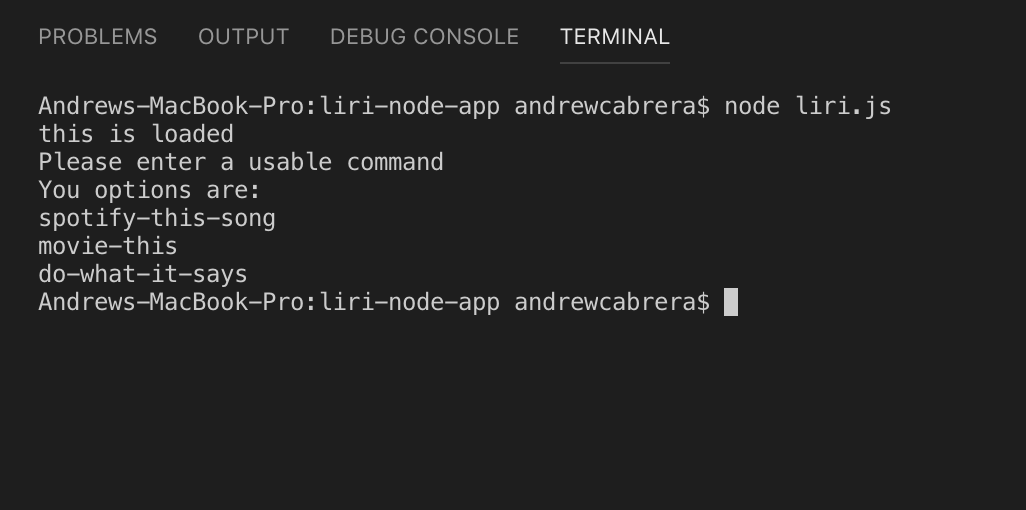 PROBLEMS OUTPUT DEBUG CONSOLE TERMINAL
Andrews-MacBook-Pro:liri-node-app andrewcabrera$ node liri.js
this is loaded
Please enter a usable command
You options are:
spotify-this-song
movie-this
do-what-it-says
Andrews-MacBook-Pro:liri-node-app andrewcabrera$